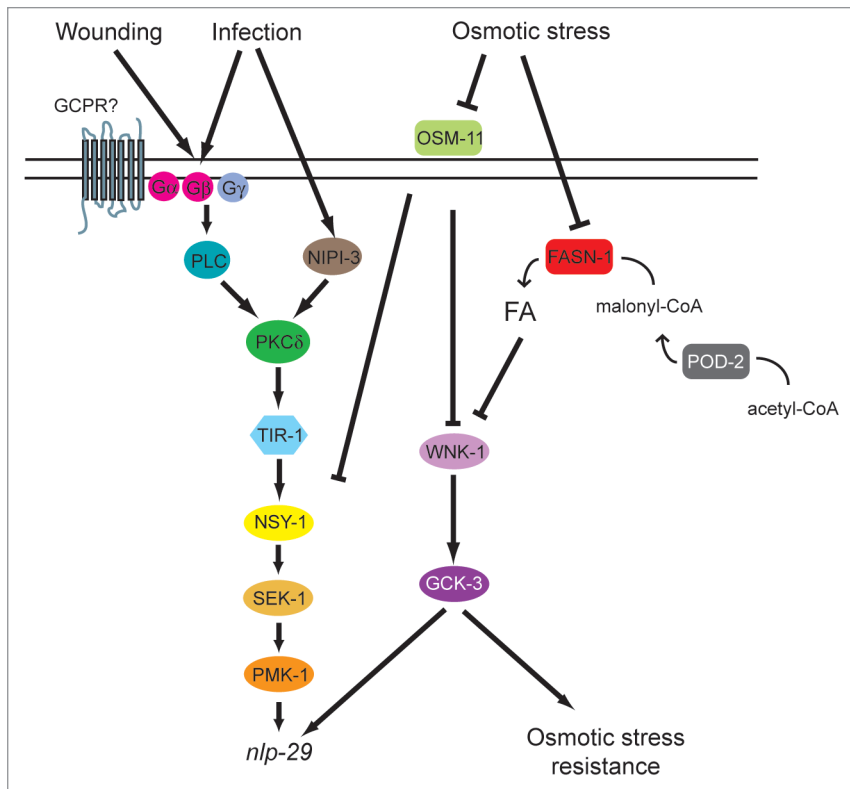 Wounding
Infection
Osmotic stress
GCPR?
OSM-11
Gα
Gβ
Gγ
PLC
NIPI-3
FASN-1
FA
malonyl-CoA
PKCδ
POD-2
acetyl-CoA
TIR-1
WNK-1
NSY-1
GCK-3
SEK-1
PMK-1
nlp-29
Osmotic stress
resistance